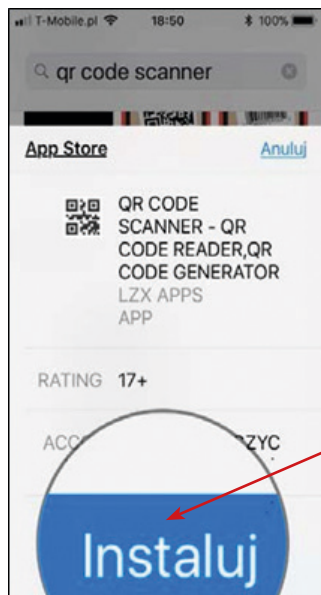 T-Mobile.pl 18:50 100%
qr code scanner
App Store Anuluj
QR CODE
SCANNER - QR
CODE READER,QR
CODE GENERATOR
LZX APPS
APP
RATING 17+
Instaluj